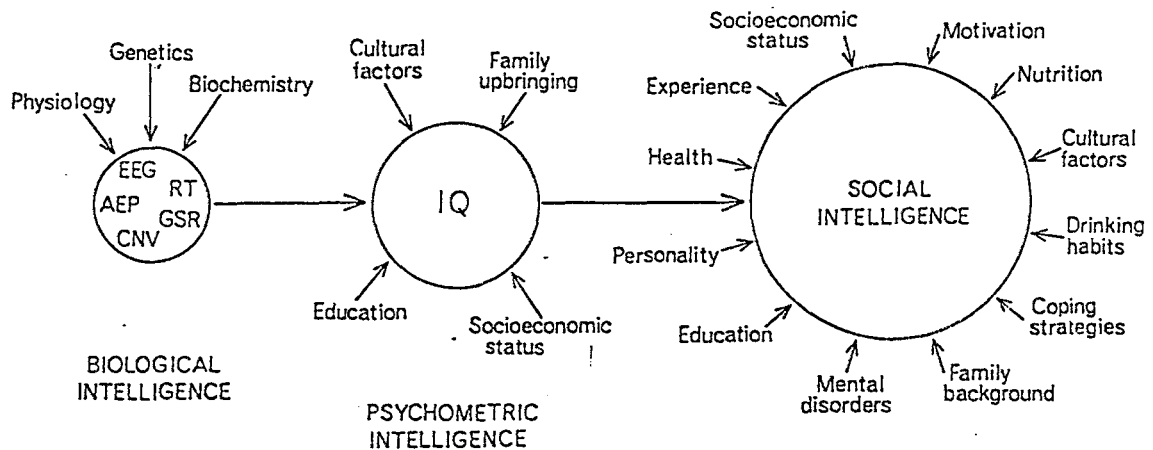 Genetics
Physiology
Biochemistry
EEG
RT
AEP
GSR
CNV
BIOLOGICAL
INTELLIGENCE
Cultural
factors
Family
upbringing
IQ
Education
Socioeconomic
status
PSYCHOMETRIC
INTELLIGENCE
Socioeconomic
status
Motivation
Experience
Nutrition
Health
Cultural
factors
SOCIAL
INTELLIGENCE
Personality
Drinking
habits
Education
Coping
strategies
Mental
disorders
Family
background